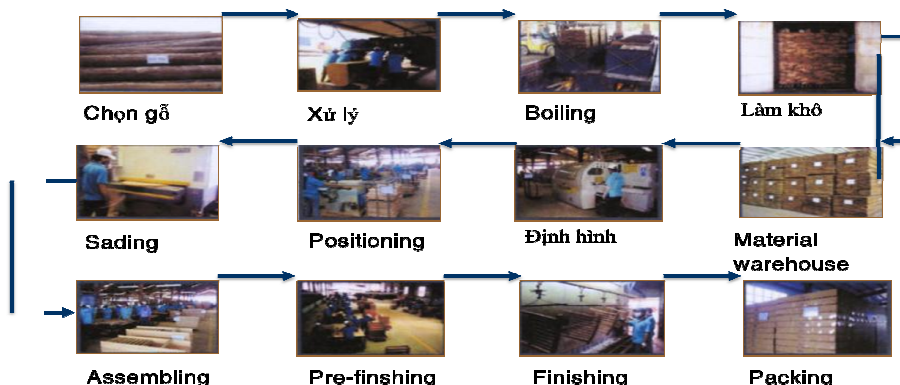 Chọn gỗ
Xử lý
Boiling
Làm khô
Sading
Positioning
Định hình
Material
warehouse
Assembling
Pre-finshing
Finishing
Packing